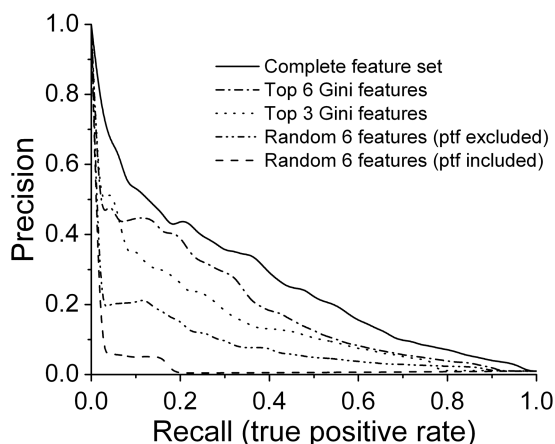 1.0
Complete feature set
Top 6 Gini features
0.8
Top 3 Gini features
Random 6 features (ptf excluded)
Random 6 features (ptf included)
0.6
Precision
0.4
0.2
0.0
0.0 0.2 0.4 0.6 0.8 1.0
Recall (true positive rate)